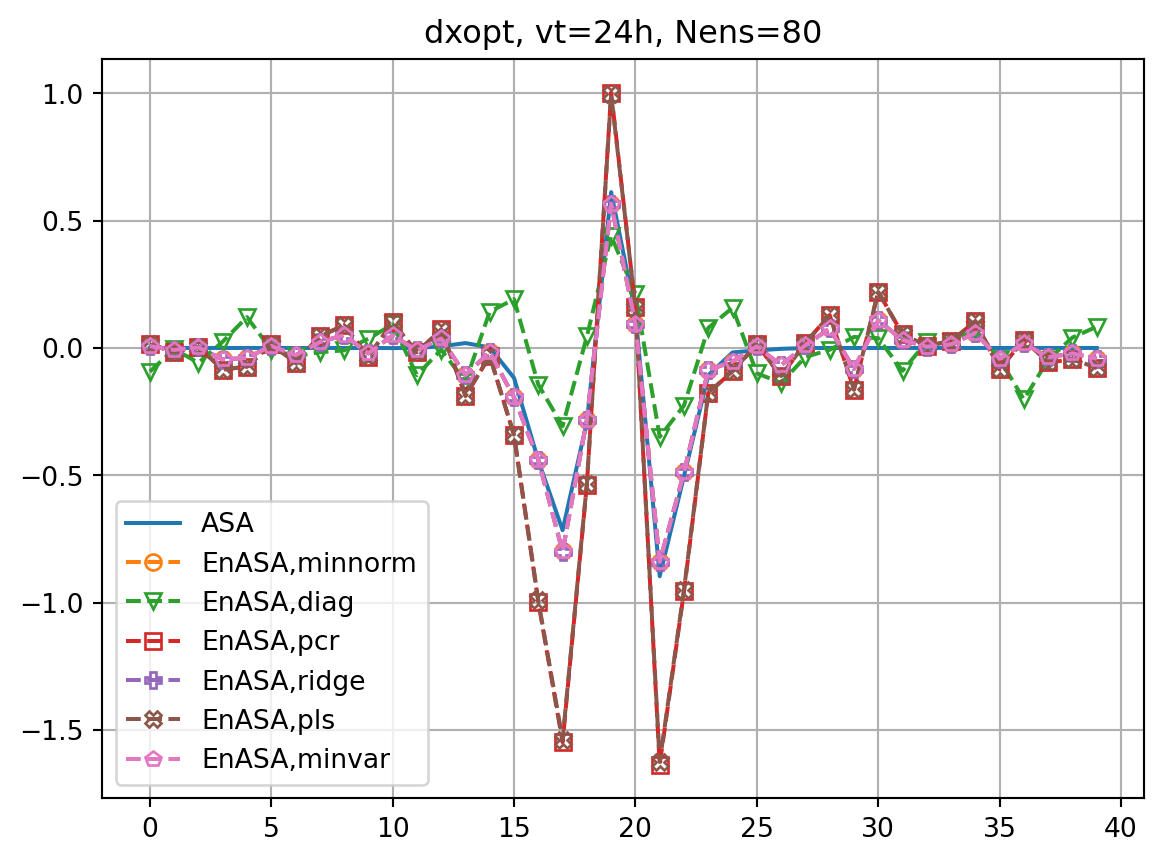 dxopt, vt=24h, Nens=80
1.0
0.5
0.0
−0.5
−1.0
−1.5
ASA
EnASA,minnorm
EnASA,diag
EnASA,pcr
EnASA,ridge
EnASA,pls
EnASA,minvar
0 5 10 15 20 25 30 35 40